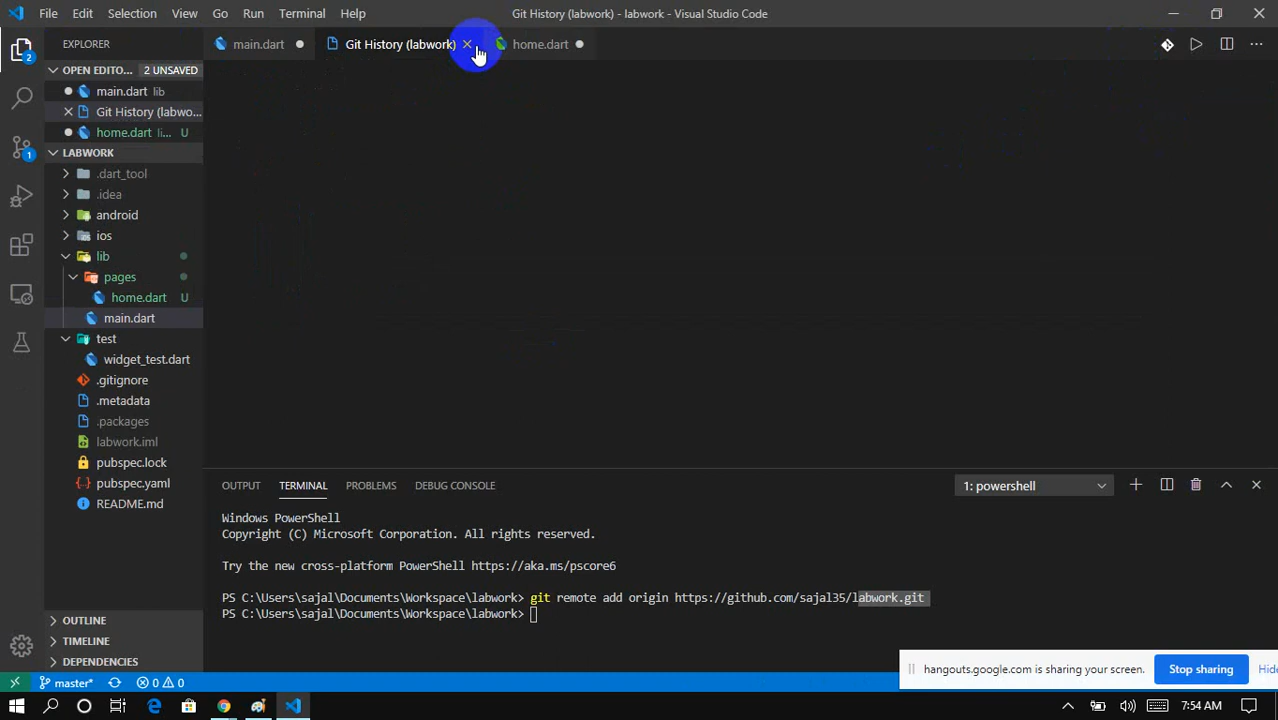 File Edit Selection View Go Run Terminal Help
Git History (labwork) - labwork - Visual Studio Code
EXPLORER
main.dart
Git History (labwork)
home.dart
OPEN EDITO... 2 UNSAVED
main.dart lib
Git History (labwo...
home.dart li... U
LABWORK
.dart_tool
.idea
android
ios
lib
pages
home.dart U
main.dart
test
widget_test.dart
.gitignore
.metadata
.packages
labwork.iml
pubspec.lock
pubspec.yaml
README.md
OUTLINE
TIMELINE
DEPENDENCIES
2
1
OUTPUT TERMINAL PROBLEMS DEBUG CONSOLE
1: powershell
Windows PowerShell
Copyright (C) Microsoft Corporation. All rights reserved.
Try the new cross-platform PowerShell https://aka.ms/pscore6
PS C:\Users\sajal\Documents\Workspace\labwork> git remote add origin https://github.com/sajal35/labwork.git
PS C:\Users\sajal\Documents\Workspace\labwork>
hangouts.google.com is sharing your screen. Stop sharing Hide
master* 0 0
7:54 AM